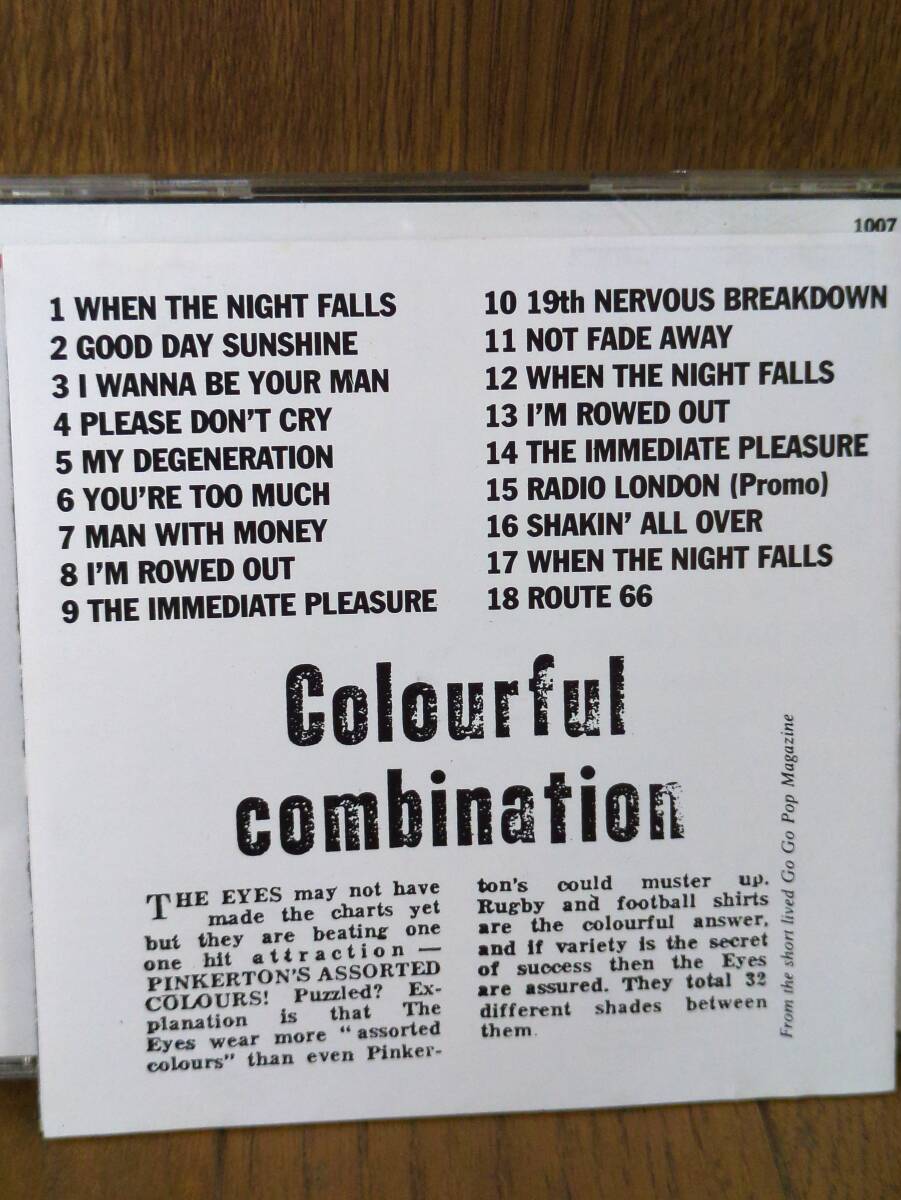 1007
1 WHEN THE NIGHT FALLS
2 GOOD DAY SUNSHINE
3 I WANNA BE YOUR MAN
4 PLEASE DON'T CRY
5 MY DEGENERATION
6 YOU'RE TOO MUCH
7 MAN WITH MONEY
8 I'M ROWED OUT
9 THE IMMEDIATE PLEASURE
10 19th NERVOUS BREAKDOWN
11 NOT FADE AWAY
12 WHEN THE NIGHT FALLS
13 I'M ROWED OUT
14 THE IMMEDIATE PLEASURE
15 RADIO LONDON (Promo)
16 SHAKIN' ALL OVER
17 WHEN THE NIGHT FALLS
18 ROUTE 66
Colourful
combination
THE EYES may not have
made the charts yet
but they are beating one
one hit attraction —
PINKERTON'S ASSORTED
COLOURS! Puzzled? Ex-
planation is that The
Eyes wear more "assorted
colours" than even Pinker-
ton's could muster up.
Rugby and football shirts
are the colourful answer,
and if variety is the secret
of success then the Eyes
are assured. They total 32
different shades between
them.
From the short lived Go Go Pop Magazine